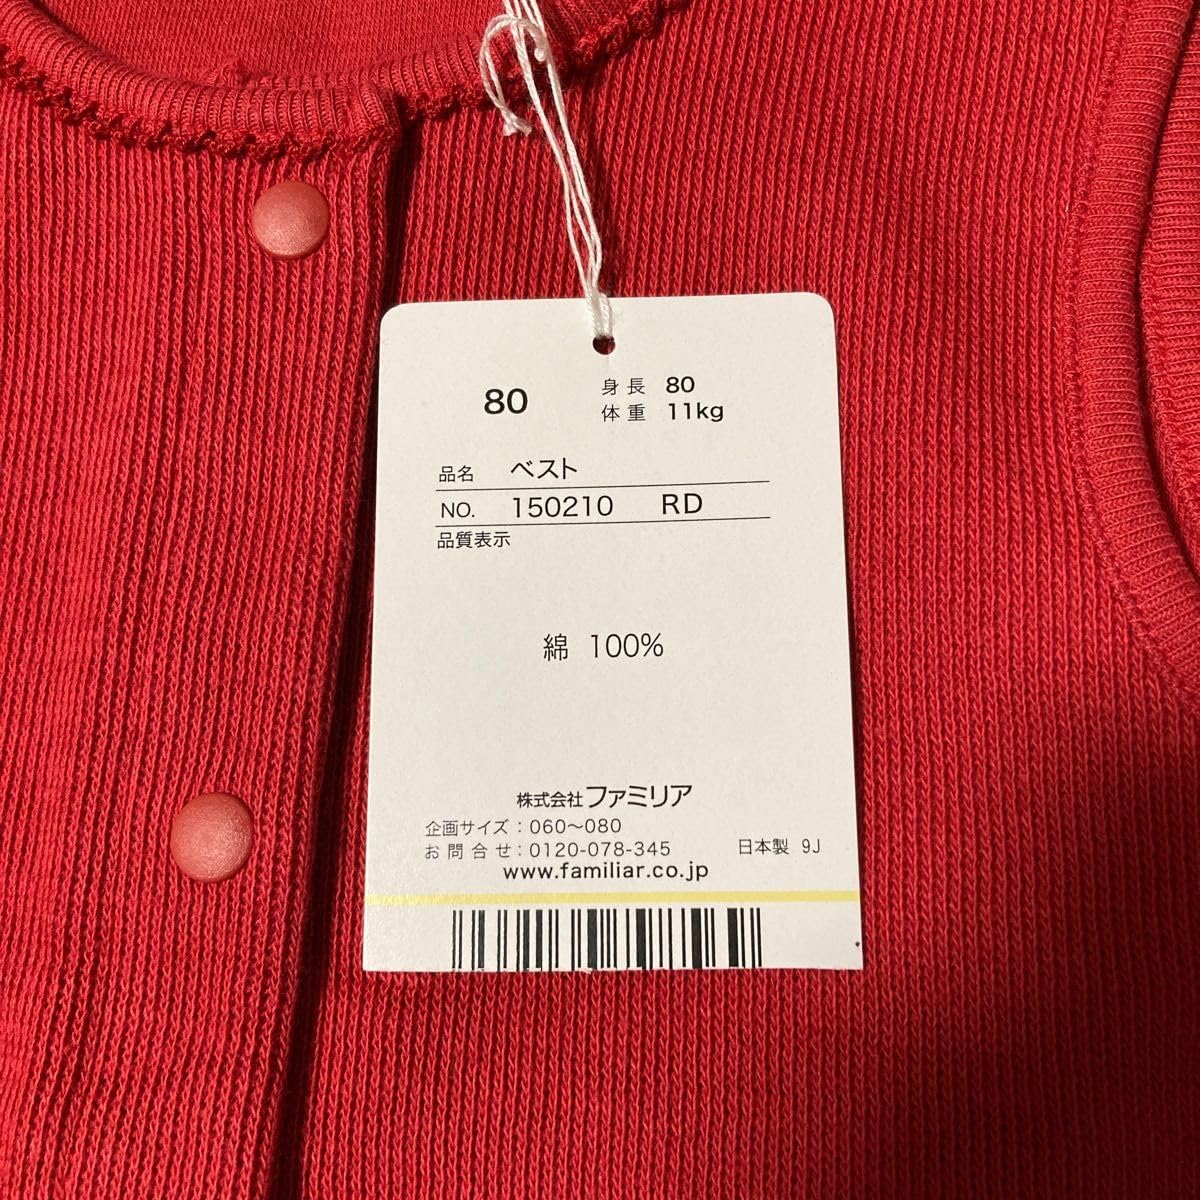 80
身長 80
体重 11kg
品名 ベスト
NO. 150210 RD
品質表示
綿 100%
株式会社ファミリア
企画サイズ：060〜080
お問合せ：0120-078-345 日本製 9J
www.familiar.co.jp